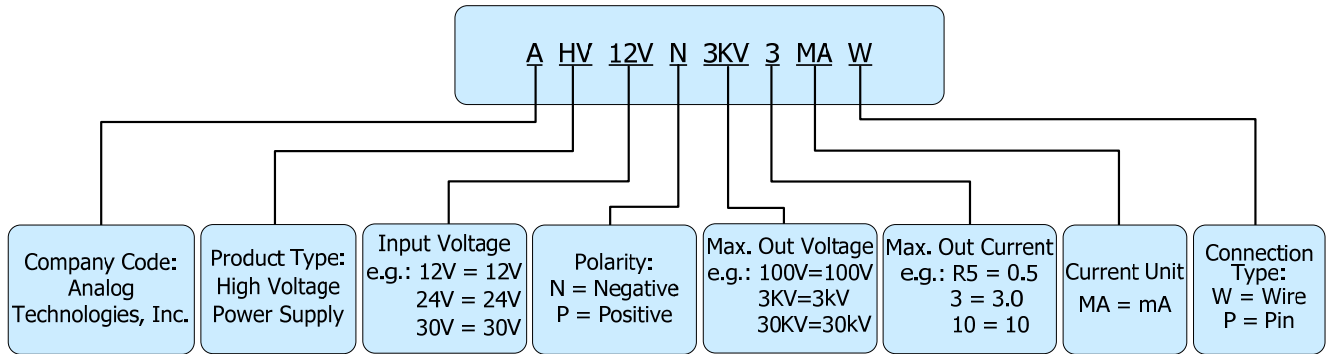 A HV 12V N 3KV 3 MA W
Company Code:
Analog
Technologies, Inc.
Product Type:
High Voltage
Power Supply
Input Voltage
e.g.: 12V = 12V
24V = 24V
30V = 30V
Polarity:
N = Negative
P = Positive
Max. Out Voltage
e.g.: 100V=100V
3KV=3kV
30KV=30kV
Max. Out Current
e.g.: R5 = 0.5
3 = 3.0
10 = 10
Current Unit
MA = mA
Connection
Type:
W = Wire
P = Pin